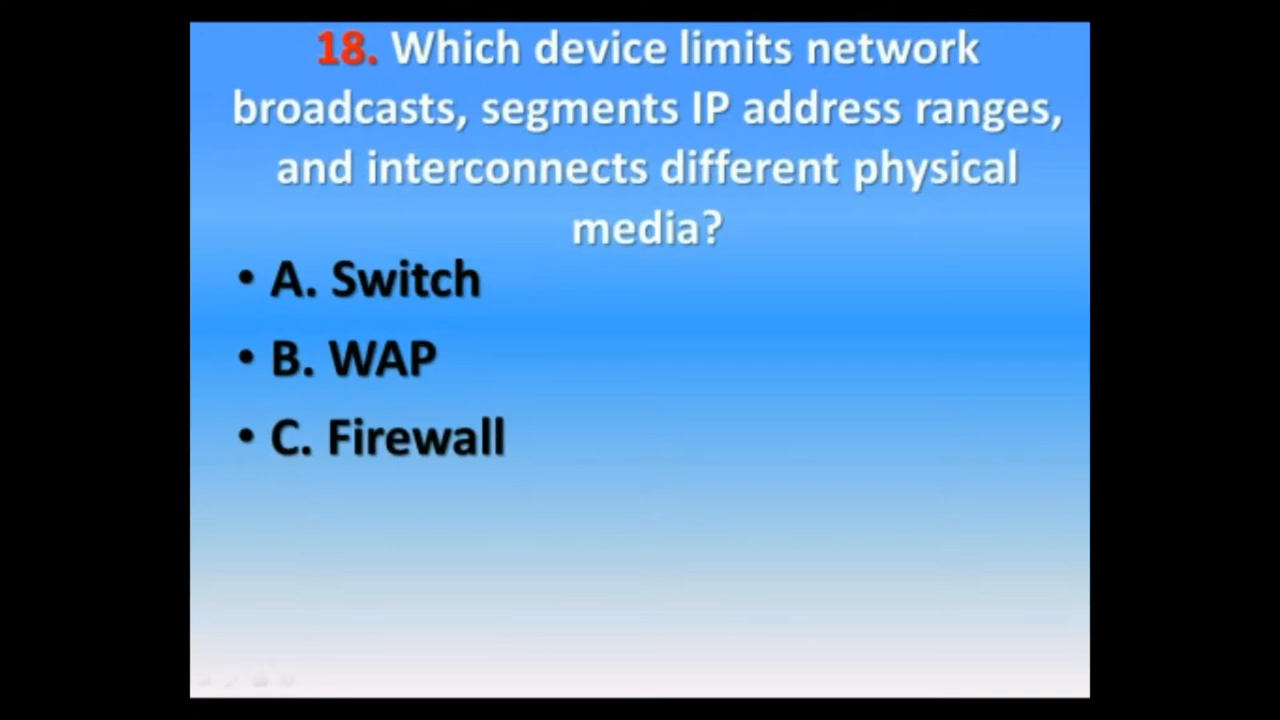 18. Which device limits network
broadcasts, segments IP address ranges,
and interconnects different physical
media?
• A. Switch
• B. WAP
• C. Firewall